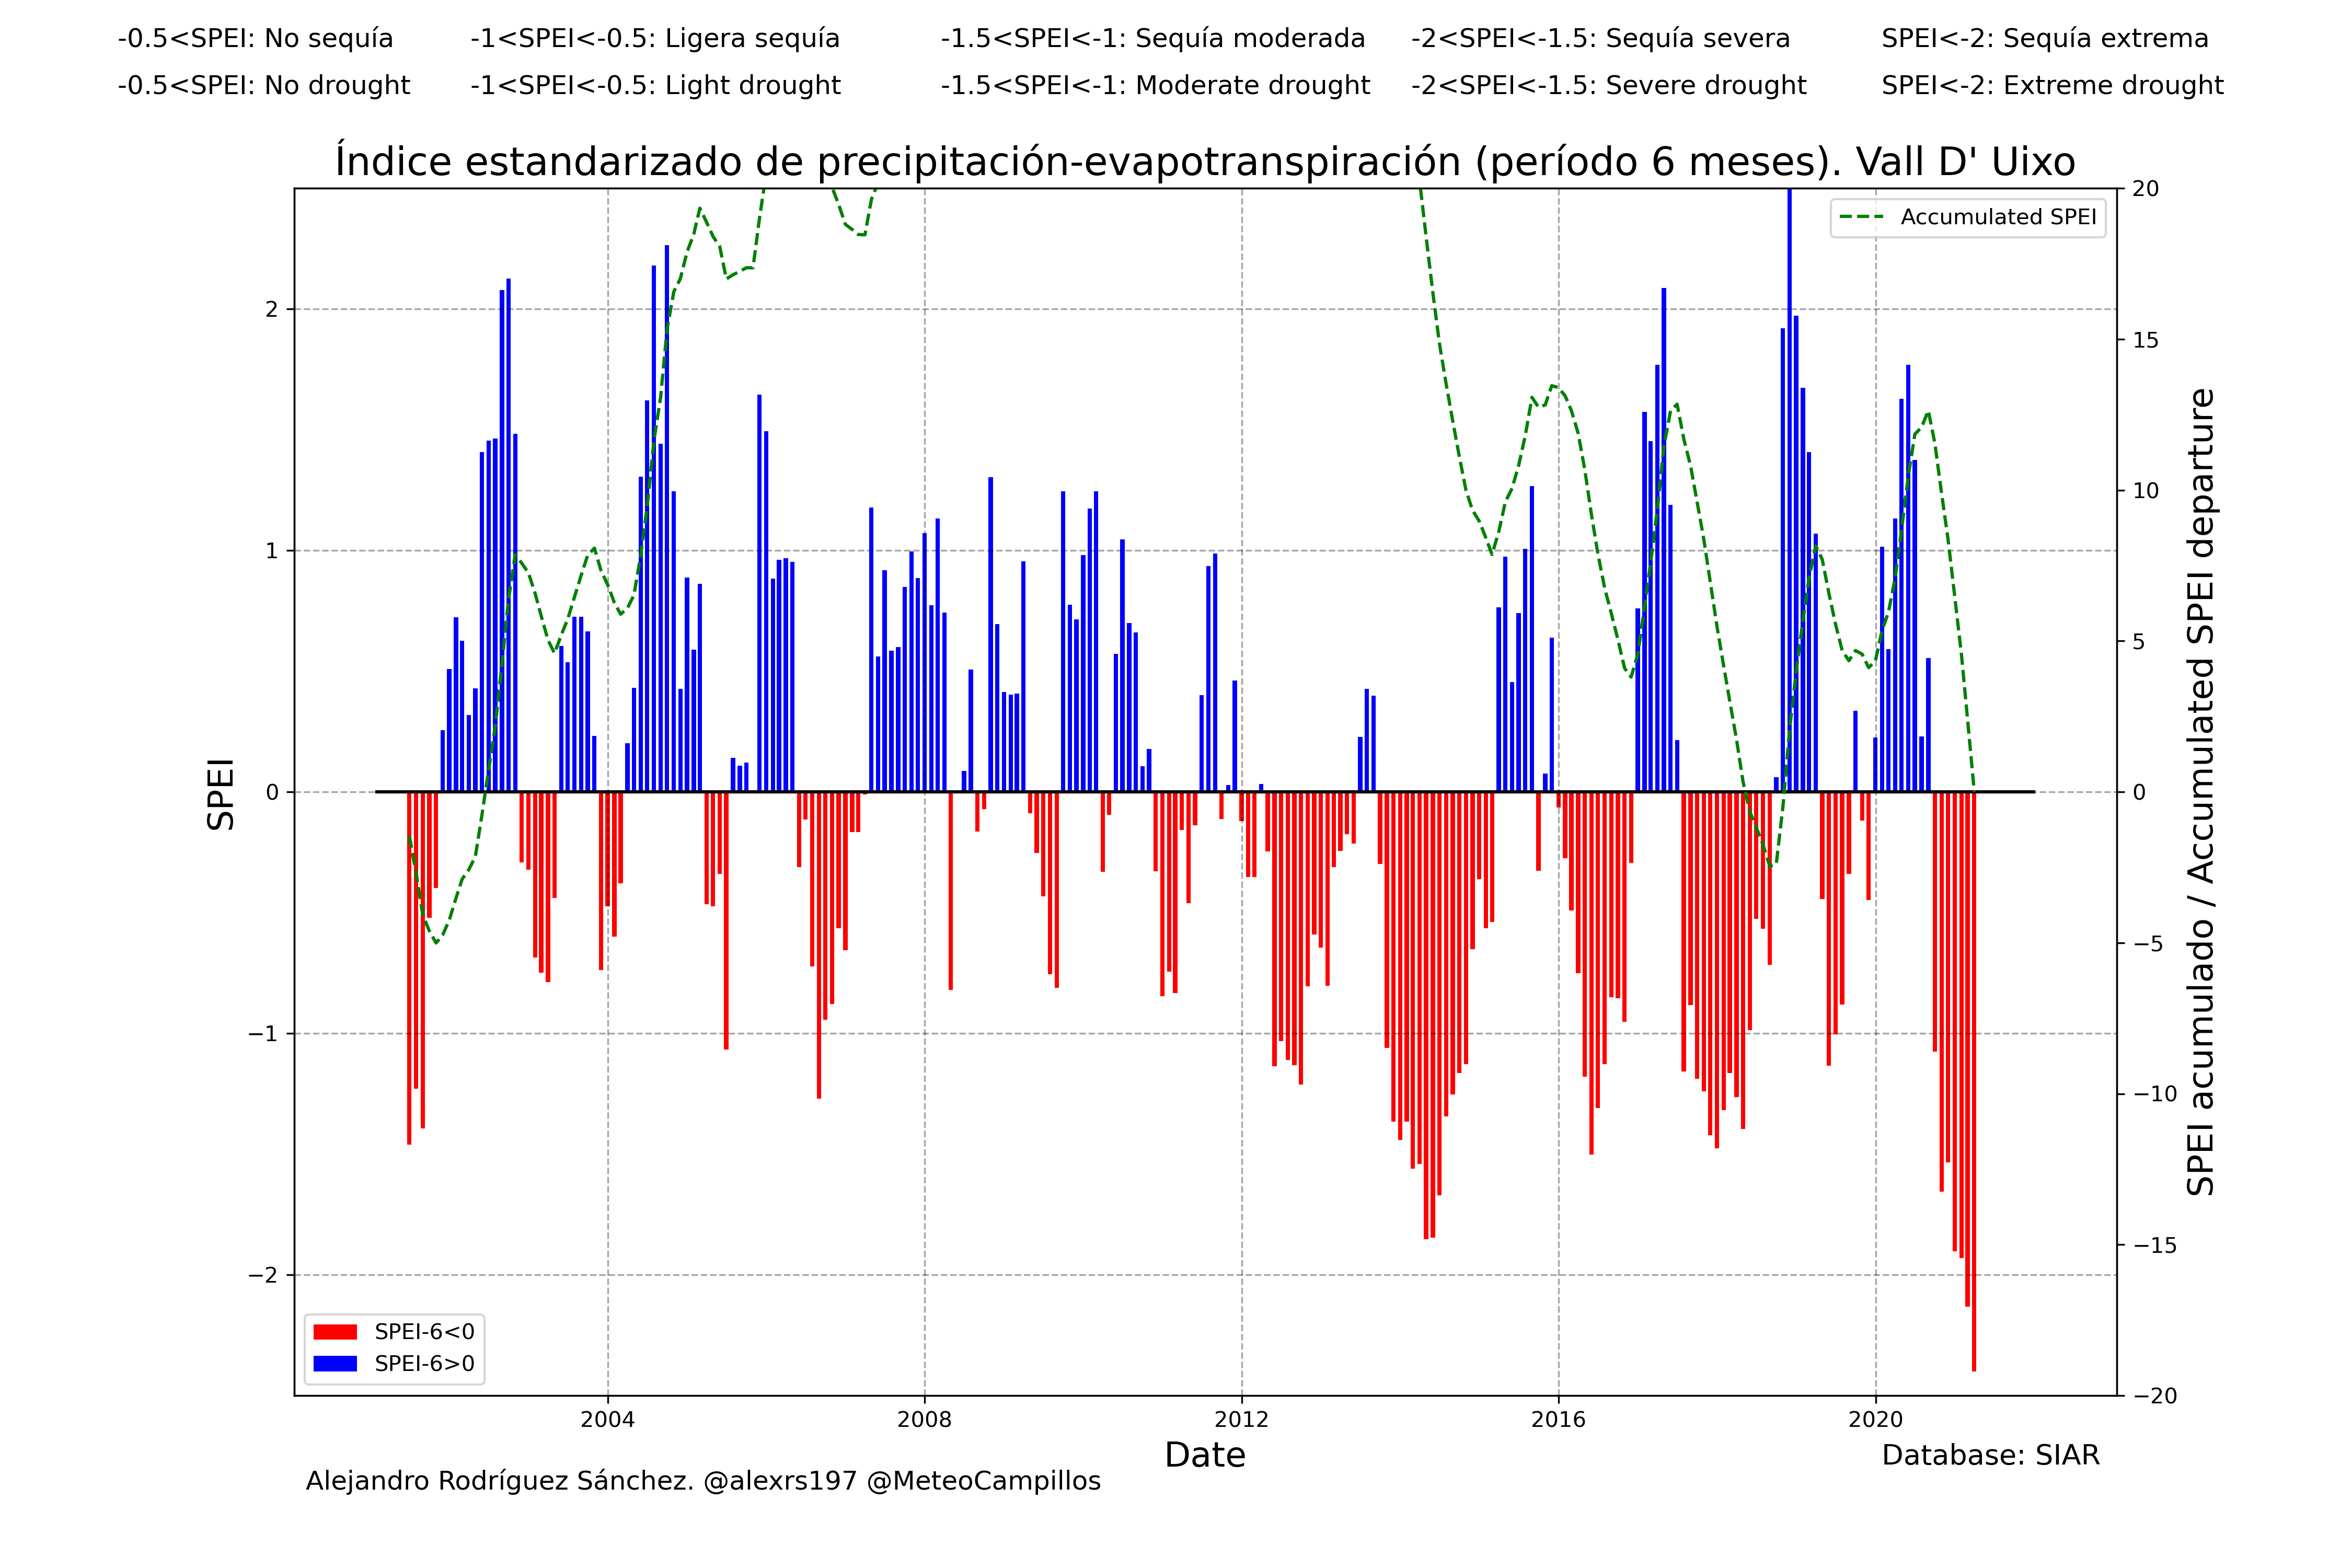 -0.5<SPEI: No sequía
-1<SPEI<-0.5: Ligera sequía
-1.5<SPEI<-1: Sequía moderada
-2<SPEI<-1.5: Sequía severa
SPEI<-2: Sequía extrema
-0.5<SPEI: No drought
-1<SPEI<-0.5: Light drought
-1.5<SPEI<-1: Moderate drought
-2<SPEI<-1.5: Severe drought
SPEI<-2: Extreme drought
Índice estandarizado de precipitación-evapotranspiración (período 6 meses). Vall D' Uixo
Accumulated SPEI
2
1
0
−1
−2
SPEI
20
15
10
5
0
−5
−10
−15
−20
SPEI acumulado / Accumulated SPEI departure
SPEI-6<0
SPEI-6>0
2004
2008
2012
2016
2020
Date
Database: SIAR
Alejandro Rodríguez Sánchez. @alexrs197 @MeteoCampillos